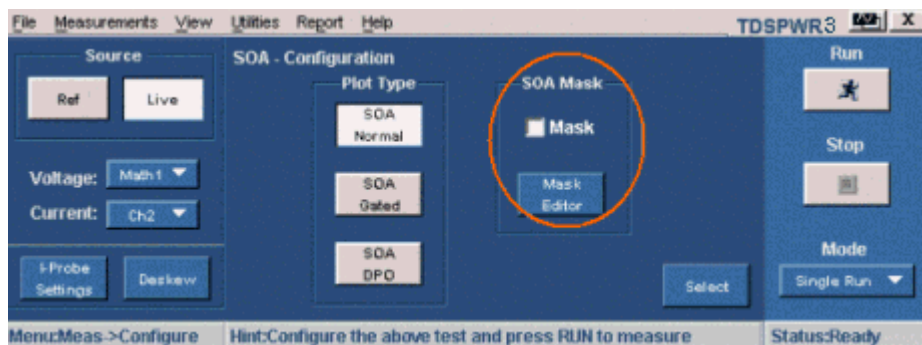 File Measurements View Utilities Report Help
TDSPWR3
X
Source
Ref
Live
Voltage: Math1
Current: Ch2
I-Probe
Settings
Deskew
SOA - Configuration
Plot Type
SOA
Normal
SOA
Gated
SOA
DPO
SOA Mask
Mask
Mask
Editor
Select
Run
Stop
Mode
Single Run
Menu:Meas->Configure
Hint:Configure the above test and press RUN to measure
Status:Ready